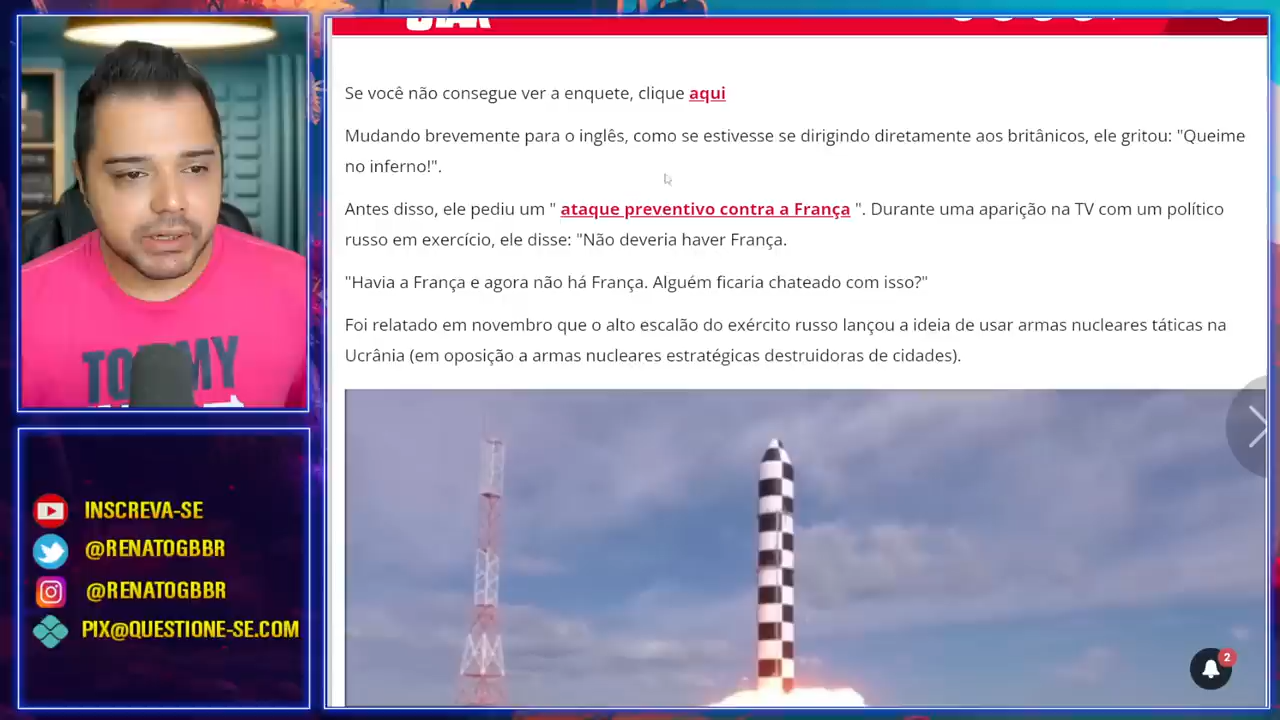 Se você não consegue ver a enquete, clique aqui
Mudando brevemente para o inglês, como se estivesse se dirigindo diretamente aos britânicos, ele gritou: "Queime
no inferno!".
Antes disso, ele pediu um " ataque preventivo contra a França ". Durante uma aparição na TV com um político
russo em exercício, ele disse: "Não deveria haver França.
"Havia a França e agora não há França. Alguém ficaria chateado com isso?"
Foi relatado em novembro que o alto escalão do exército russo lançou a ideia de usar armas nucleares táticas na
Ucrânia (em oposição a armas nucleares estratégicas destruidoras de cidades).
2
TOMMY
INSCREVA-SE
@RENATOGBBR
@RENATOGBBR
PIX@QUESTIONE-SE.COM